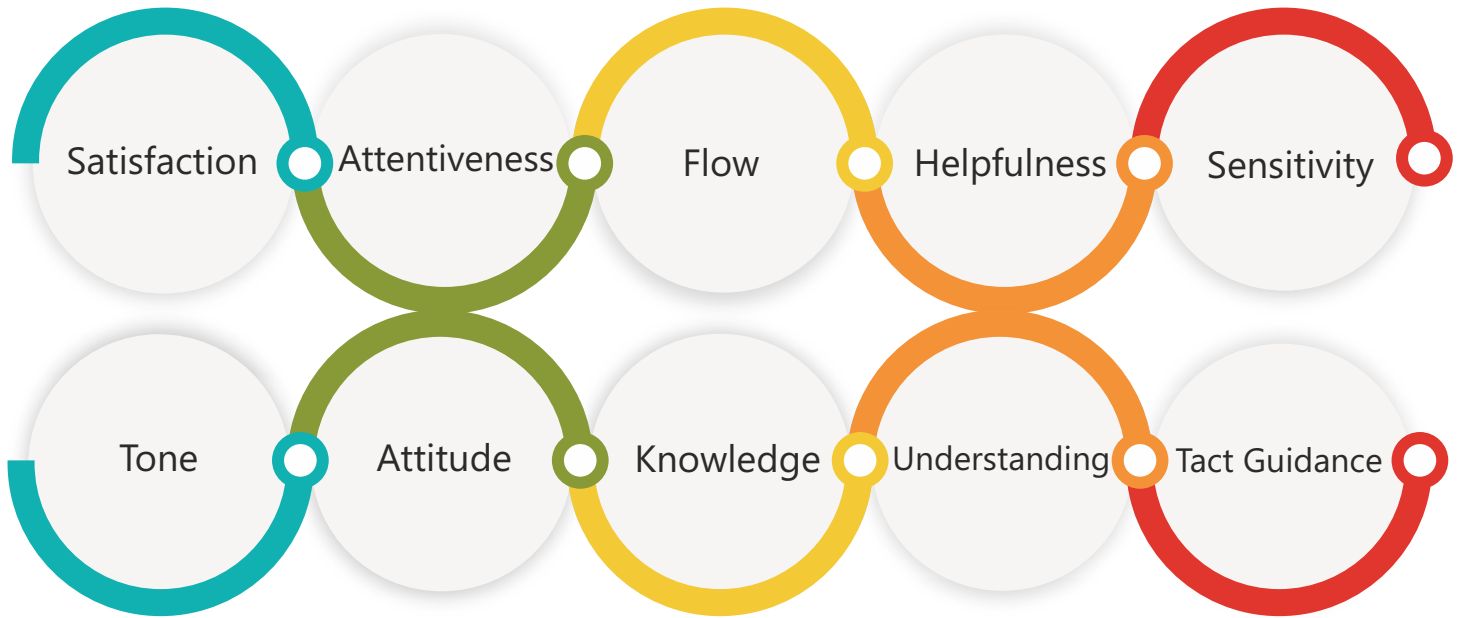 Satisfaction
Attentiveness
Flow
Helpfulness
Sensitivity
Tone
Attitude
Knowledge
Understanding
Tact Guidance